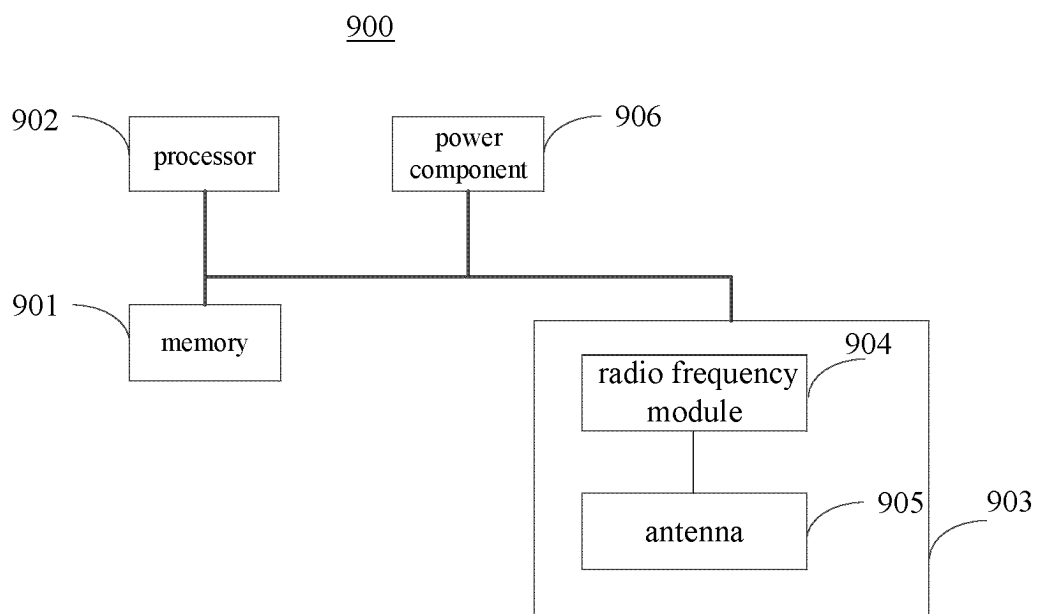 900
902
processor
power
component
906
901
memory
904
radio frequency
module
905
antenna
903